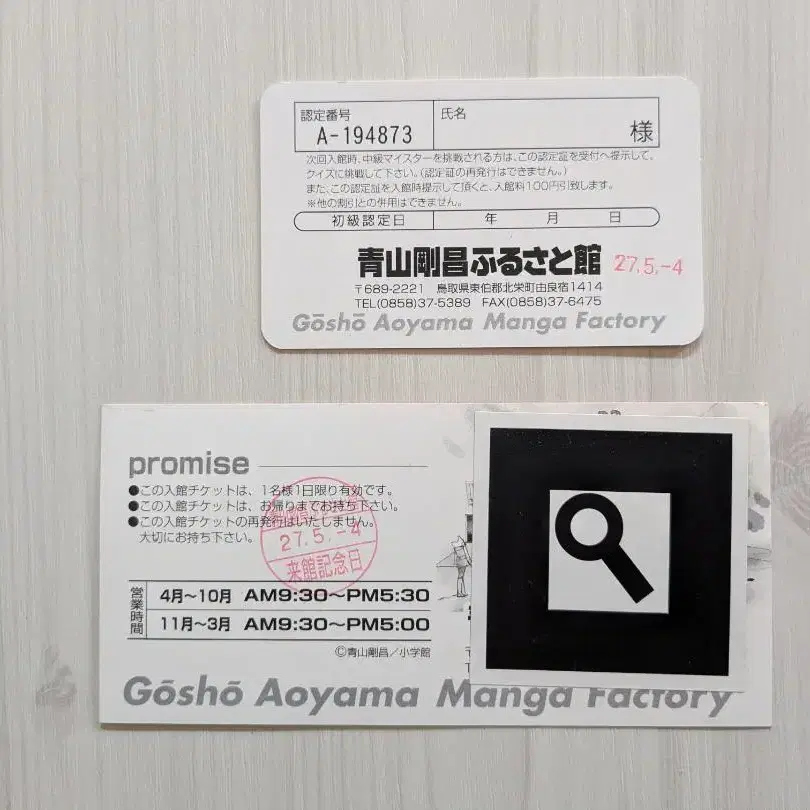 認定番号
A-194873
氏名
様
次回入館時、中級マイスターを挑戦される方は、この認定証を受付へ提示して、
クイズに挑戦して下さい。(認定証の再発行はできません。)
また、この認定証を入館時提示して頂くと、入館料100円引致します。
※他の割引との併用はできません。
初級認定日 年 月 日
青山剛昌ふるさと館 27.5.-4
〒689-2221 鳥取県東伯郡北栄町由良宿1414
TEL(0858)37-5389 FAX(0858)37-6475
Gōshō Aoyama Manga Factory
promise
●この入館チケットは、1名様1日限り有効です。
●この入館チケットは、お帰りまでお持ち下さい。
●この入館チケットの再発行はいたしません。
大切にお持ち下さい。
27.5.-4
来館記念日
営業時間
4月~10月 AM9:30~PM5:30
11月~3月 AM9:30~PM5:00
©青山剛昌/小学館
Gōshō Aoyama Manga Factory